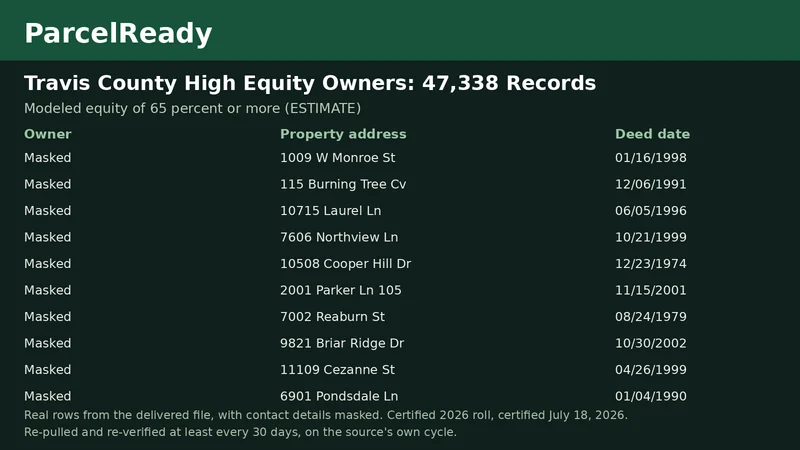 ParcelReady
Travis County High Equity Owners: 47,338 Records
Modeled equity of 65 percent or more (ESTIMATE)
Owner Property address Deed date
Masked 1009 W Monroe St 01/16/1998
Masked 115 Burning Tree Cv 12/06/1991
Masked 10715 Laurel Ln 06/05/1996
Masked 7606 Northview Ln 10/21/1999
Masked 10508 Cooper Hill Dr 12/23/1974
Masked 2001 Parker Ln 105 11/15/2001
Masked 7002 Reaburn St 08/24/1979
Masked 9821 Briar Ridge Dr 10/30/2002
Masked 11109 Cezanne St 04/26/1999
Masked 6901 Pondsdale Ln 01/04/1990
Real rows from the delivered file, with contact details masked. Certified 2026 roll, certified July 18, 2026.
Re-pulled and re-verified at least every 30 days, on the source's own cycle.